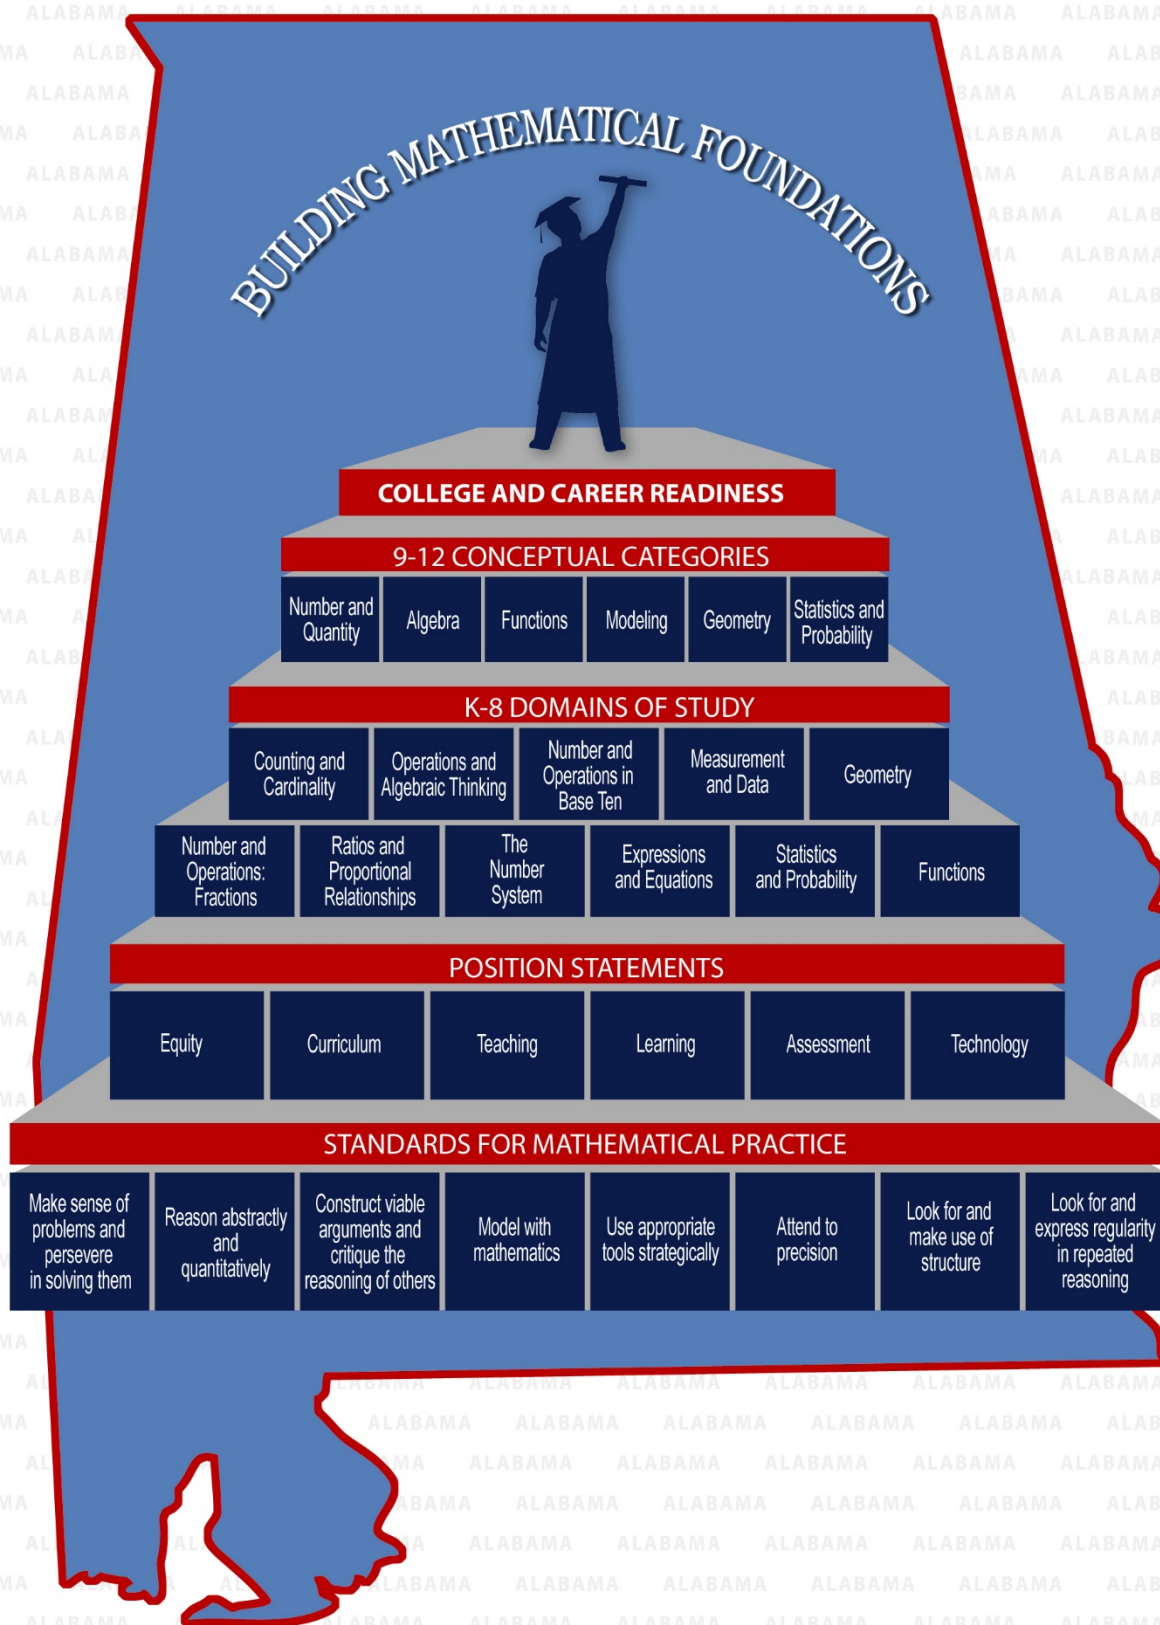 BUILDING MATHEMATICAL FOUNDATIONS
COLLEGE AND CAREER READINESS
9-12 CONCEPTUAL CATEGORIES
Number and
Quantity
Algebra
Functions
Modeling
Geometry
Statistics and
Probability
K-8 DOMAINS OF STUDY
Counting and
Cardinality
Operations and
Algebraic Thinking
Number and
Operations in
Base Ten
Measurement
and Data
Geometry
Number and
Operations:
Fractions
Ratios and
Proportional
Relationships
The
Number
System
Expressions
and Equations
Statistics
and Probability
Functions
POSITION STATEMENTS
Equity
Curriculum
Teaching
Learning
Assessment
Technology
STANDARDS FOR MATHEMATICAL PRACTICE
Make sense of
problems and
persevere
in solving them
Reason abstractly
and
quantitatively
Construct viable
arguments and
critique the
reasoning of others
Model with
mathematics
Use appropriate
tools strategically
Attend to
precision
Look for and
make use of
structure
Look for and
express regularity
in repeated
reasoning